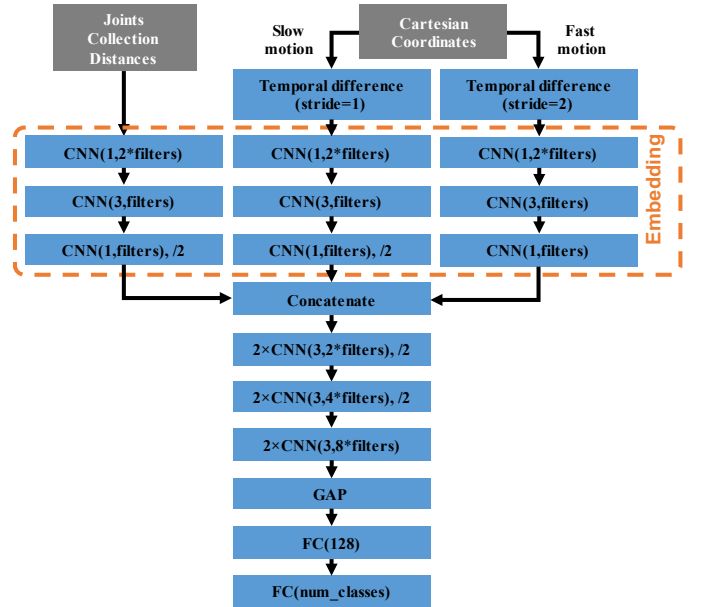 Joints
Collection
Distances
Slow
motion
Cartesian
Coordinates
Fast
motion
Temporal difference
(stride=1)
Temporal difference
(stride=2)
CNN(1,2*filters)
CNN(1,2*filters)
CNN(1,2*filters)
CNN(3,filters)
CNN(3,filters)
CNN(3,filters)
CNN(1,filters), /2
CNN(1,filters), /2
CNN(1,filters)
Embedding
Concatenate
2×CNN(3,2*filters), /2
2×CNN(3,4*filters), /2
2×CNN(3,8*filters)
GAP
FC(128)
FC(num_classes)